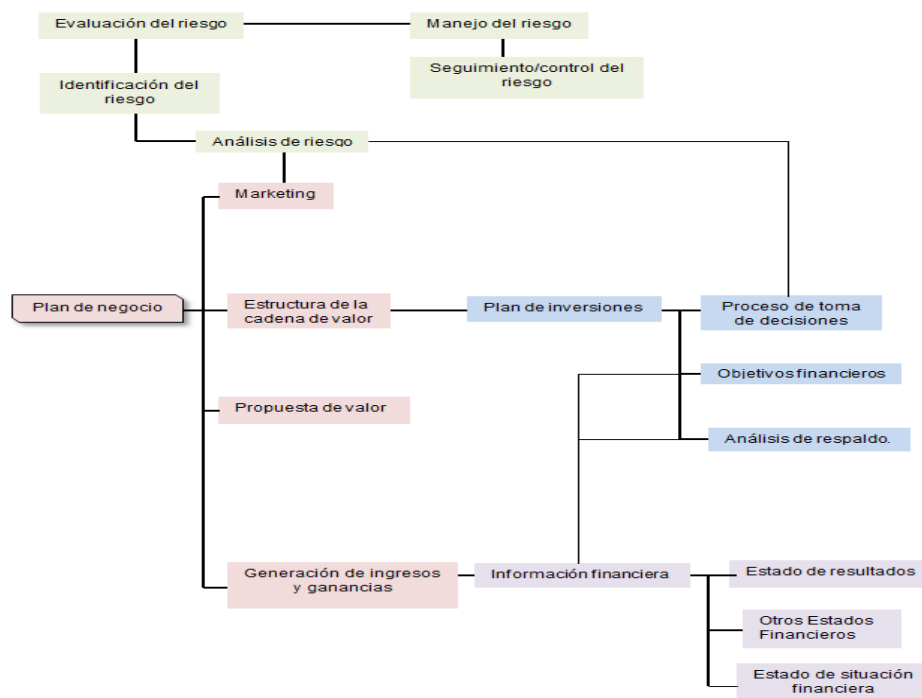 Evaluación del riesgo
Manejo del riesgo
Seguimiento/control del
riesgo
Identificación del
riesgo
Análisis de riesgo
Marketing
Plan de negocio
Estructura de la
cadena de valor
Plan de inversiones
Proceso de toma
de decisiones
Objetivos financieros
Propuesta de valor
Análisis de respaldo.
Generación de ingresos
y ganancias
Información financiera
Estado de resultados
Otros Estados
Financieros
Estado de situación
financiera